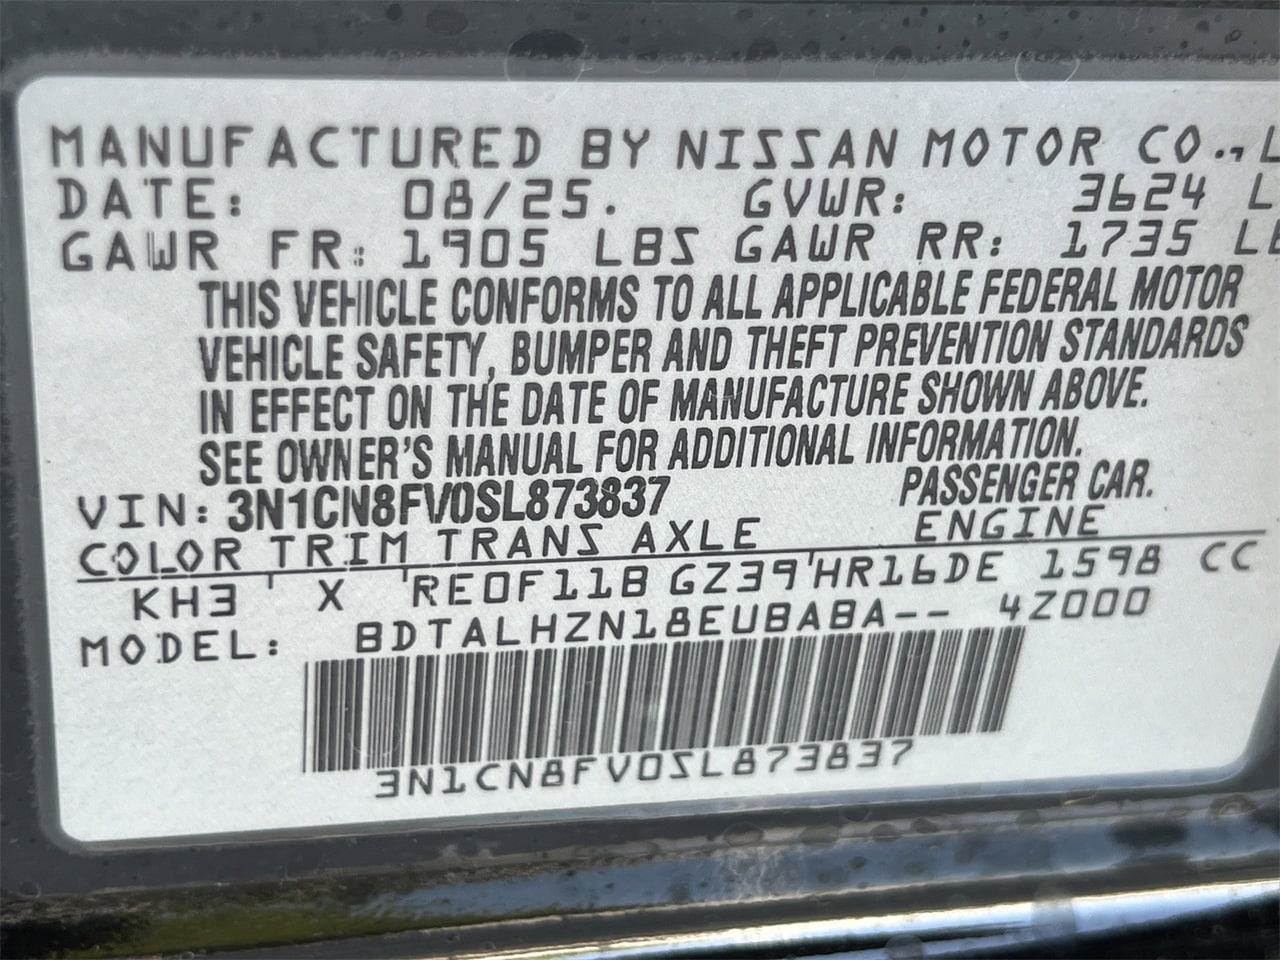 MANUFACTURED BY NISSAN MOTOR CO.,
DATE: 08/25. GVWR: 3624 L
GAWR FR: 1905 LBS GAWR RR: 1735 LB
THIS VEHICLE CONFORMS TO ALL APPLICABLE FEDERAL MOTOR
VEHICLE SAFETY, BUMPER AND THEFT PREVENTION STANDARDS
IN EFFECT ON THE DATE OF MANUFACTURE SHOWN ABOVE.
SEE OWNER'S MANUAL FOR ADDITIONAL INFORMATION.
VIN: 3N1CN8FV0SL873837 PASSENGER CAR.
COLOR TRIM TRANS AXLE ENGINE
KH3 X RE0F11B GZ39 HR16DE 1598 CC
MODEL: BDTALHZN18EUBABA-- 4Z000
3N1CN8FV0SL873837